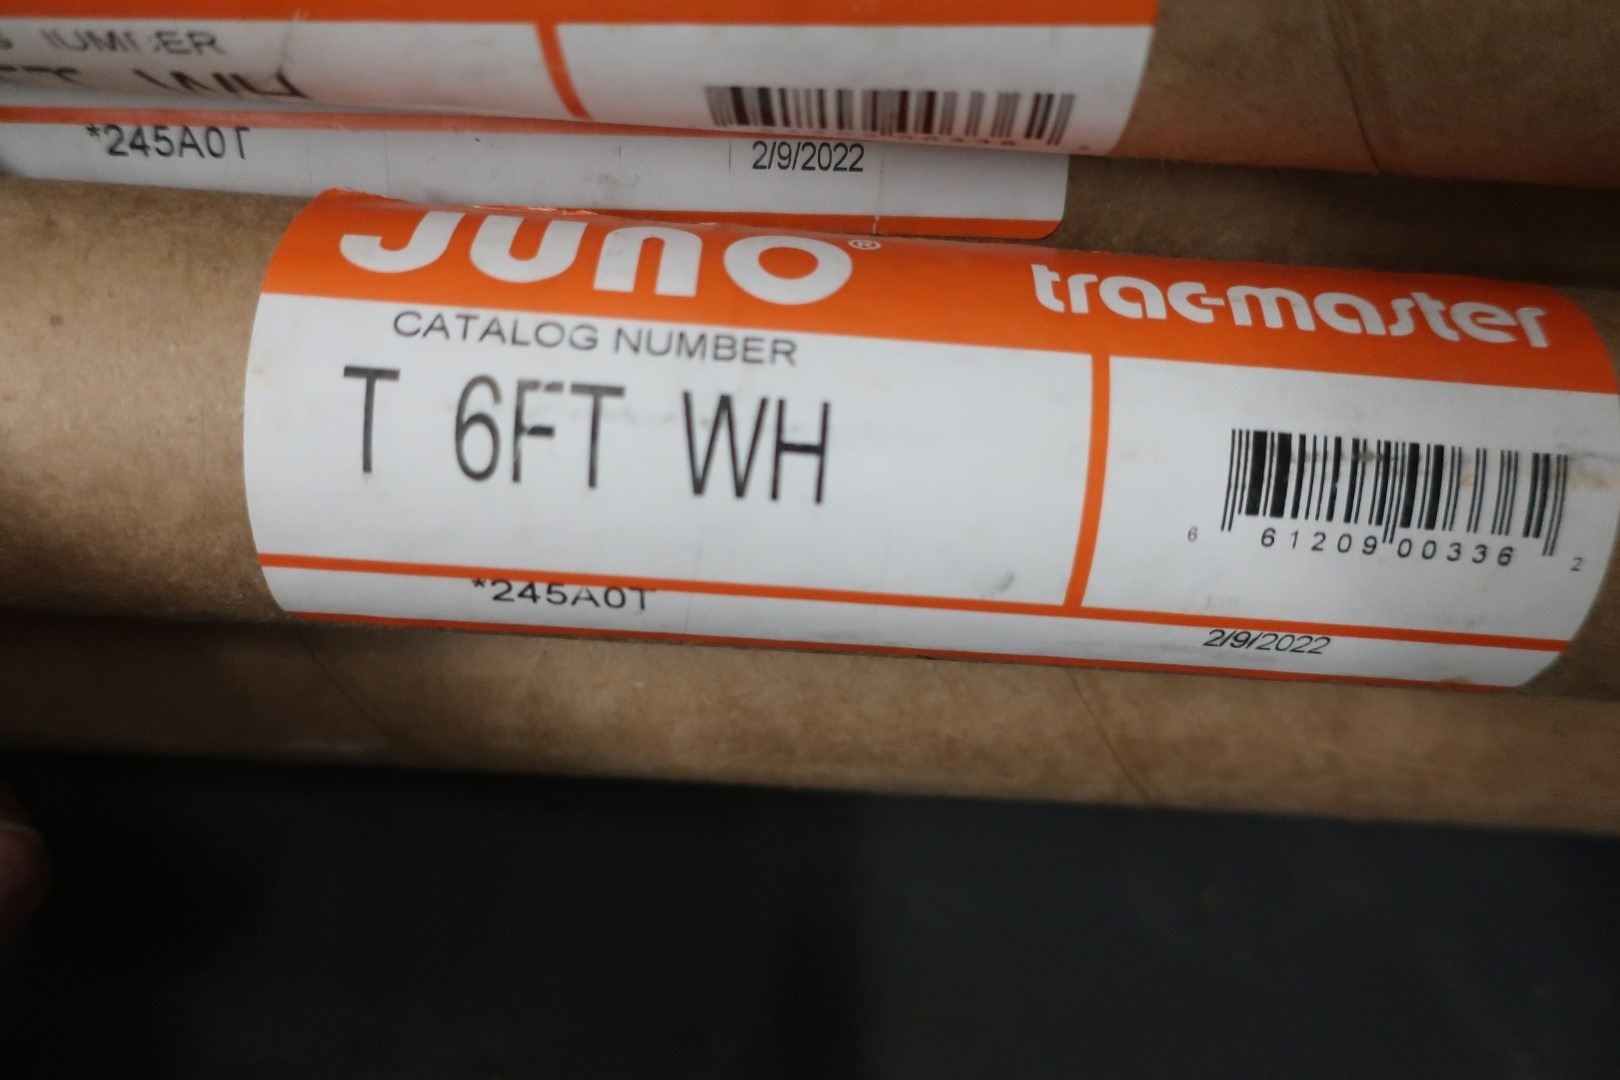 WH
*245A0T
2/9/2022
Juno®
trac-master
CATALOG NUMBER
T 6FT WH
6 61209 00336 2
*245A0T
2/9/2022